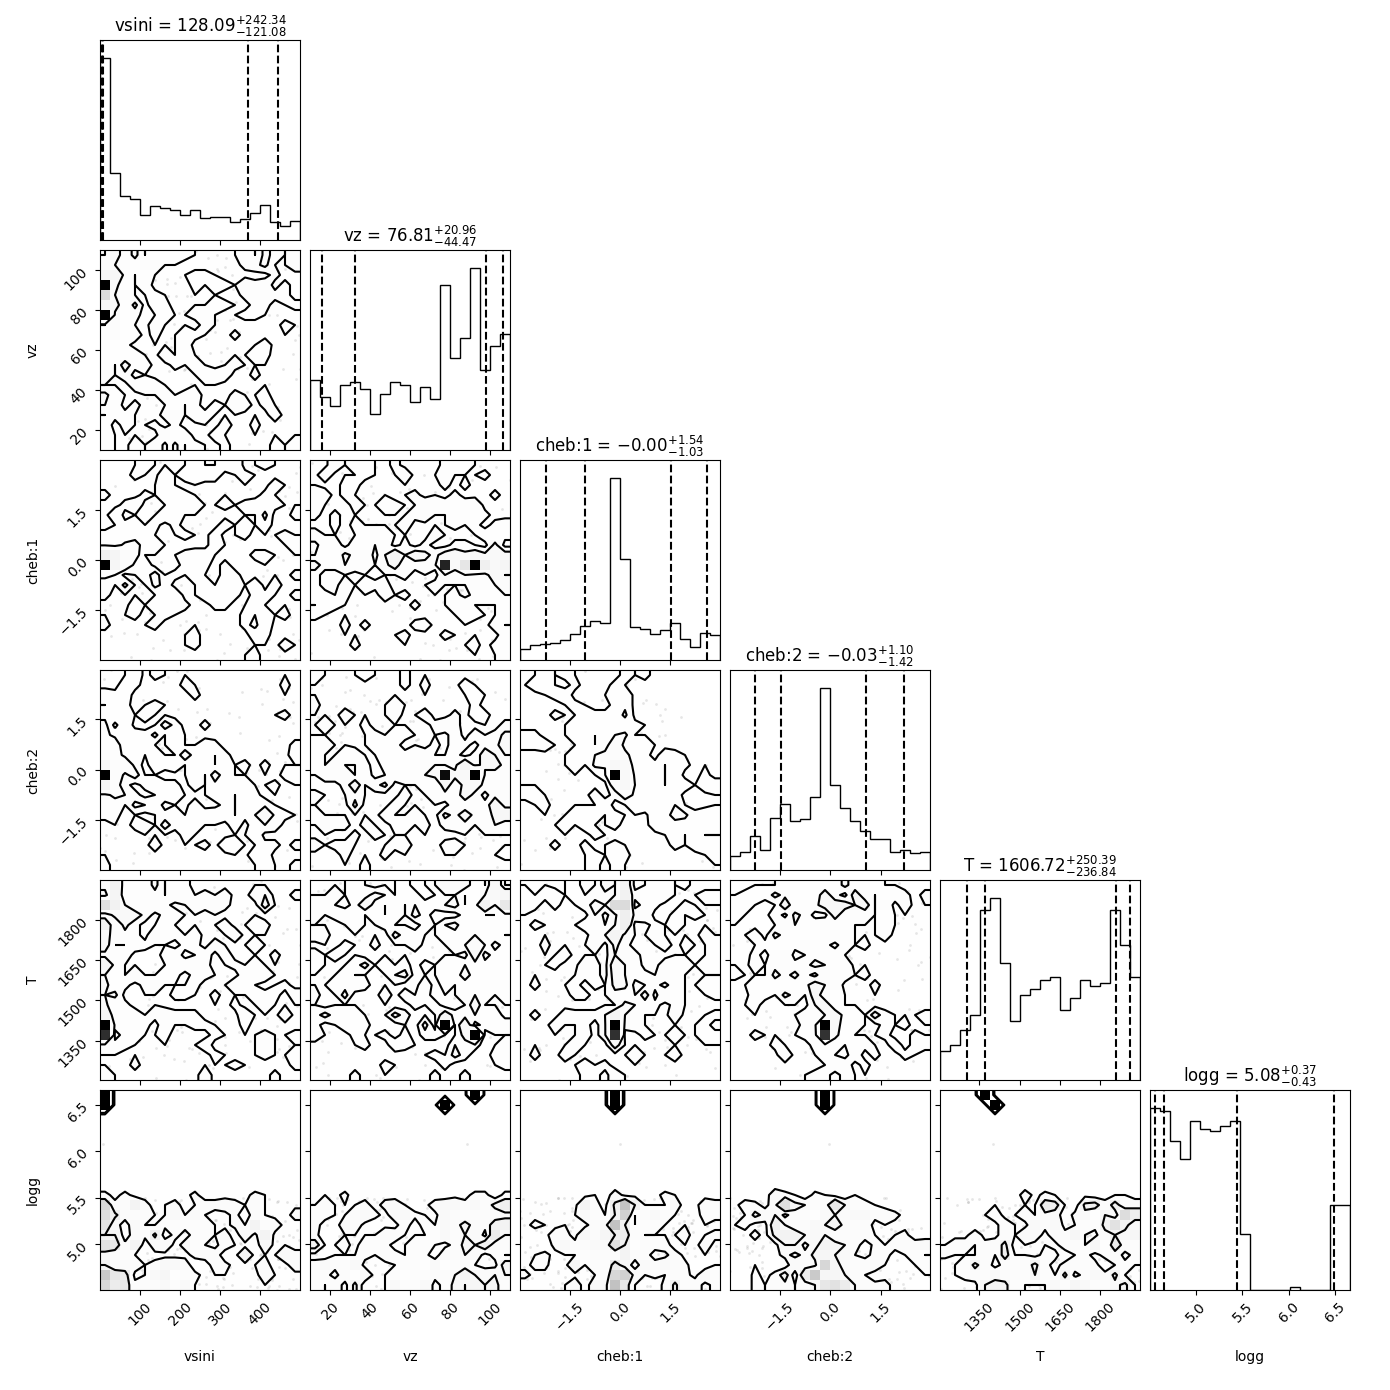 vsini = 128.09+242.34−121.08
vz = 76.81+20.96−44.47
cheb:1 = −0.00+1.54−1.03
cheb:2 = −0.03+1.10−1.42
T = 1606.72+250.39−236.84
logg = 5.08+0.37−0.43
vz
100
80
60
40
20
cheb:1
1.5
0.0
−1.5
cheb:2
1.5
0.0
−1.5
T
1800
1650
1500
1350
logg
6.5
6.0
5.5
5.0
100 200 300 400
20 40 60 80 100
−1.5 0.0 1.5
−1.5 0.0 1.5
1350 1500 1650 1800
5.0 5.5 6.0 6.5
vsini vz cheb:1 cheb:2 T logg